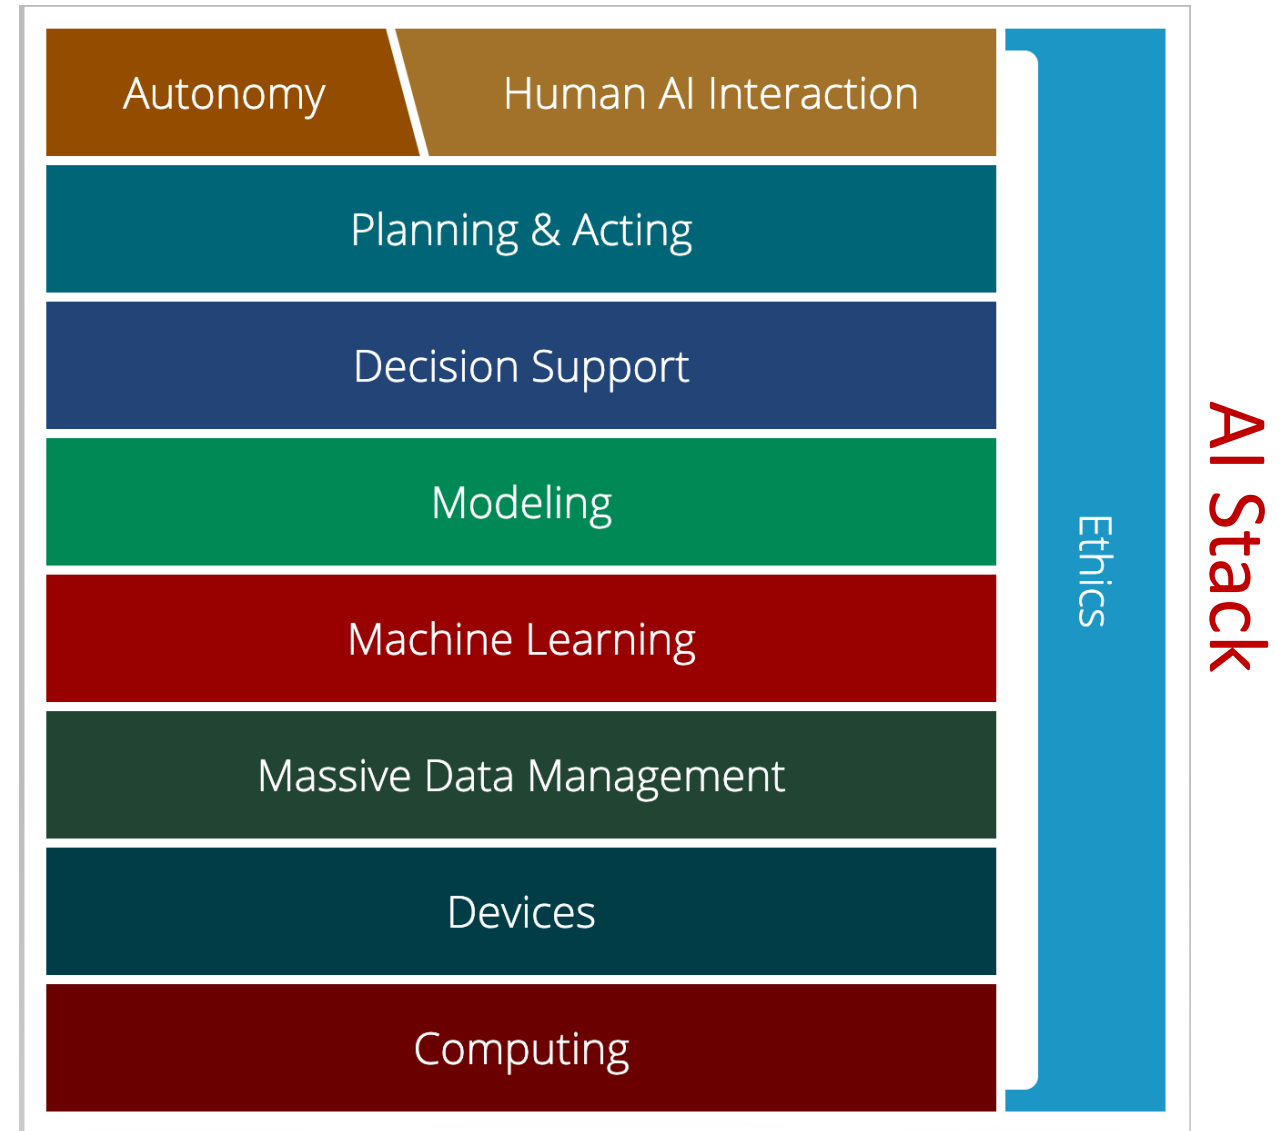 Autonomy
Human AI Interaction
Planning & Acting
Decision Support
Modeling
Machine Learning
Massive Data Management
Devices
Computing
Ethics
AI Stack